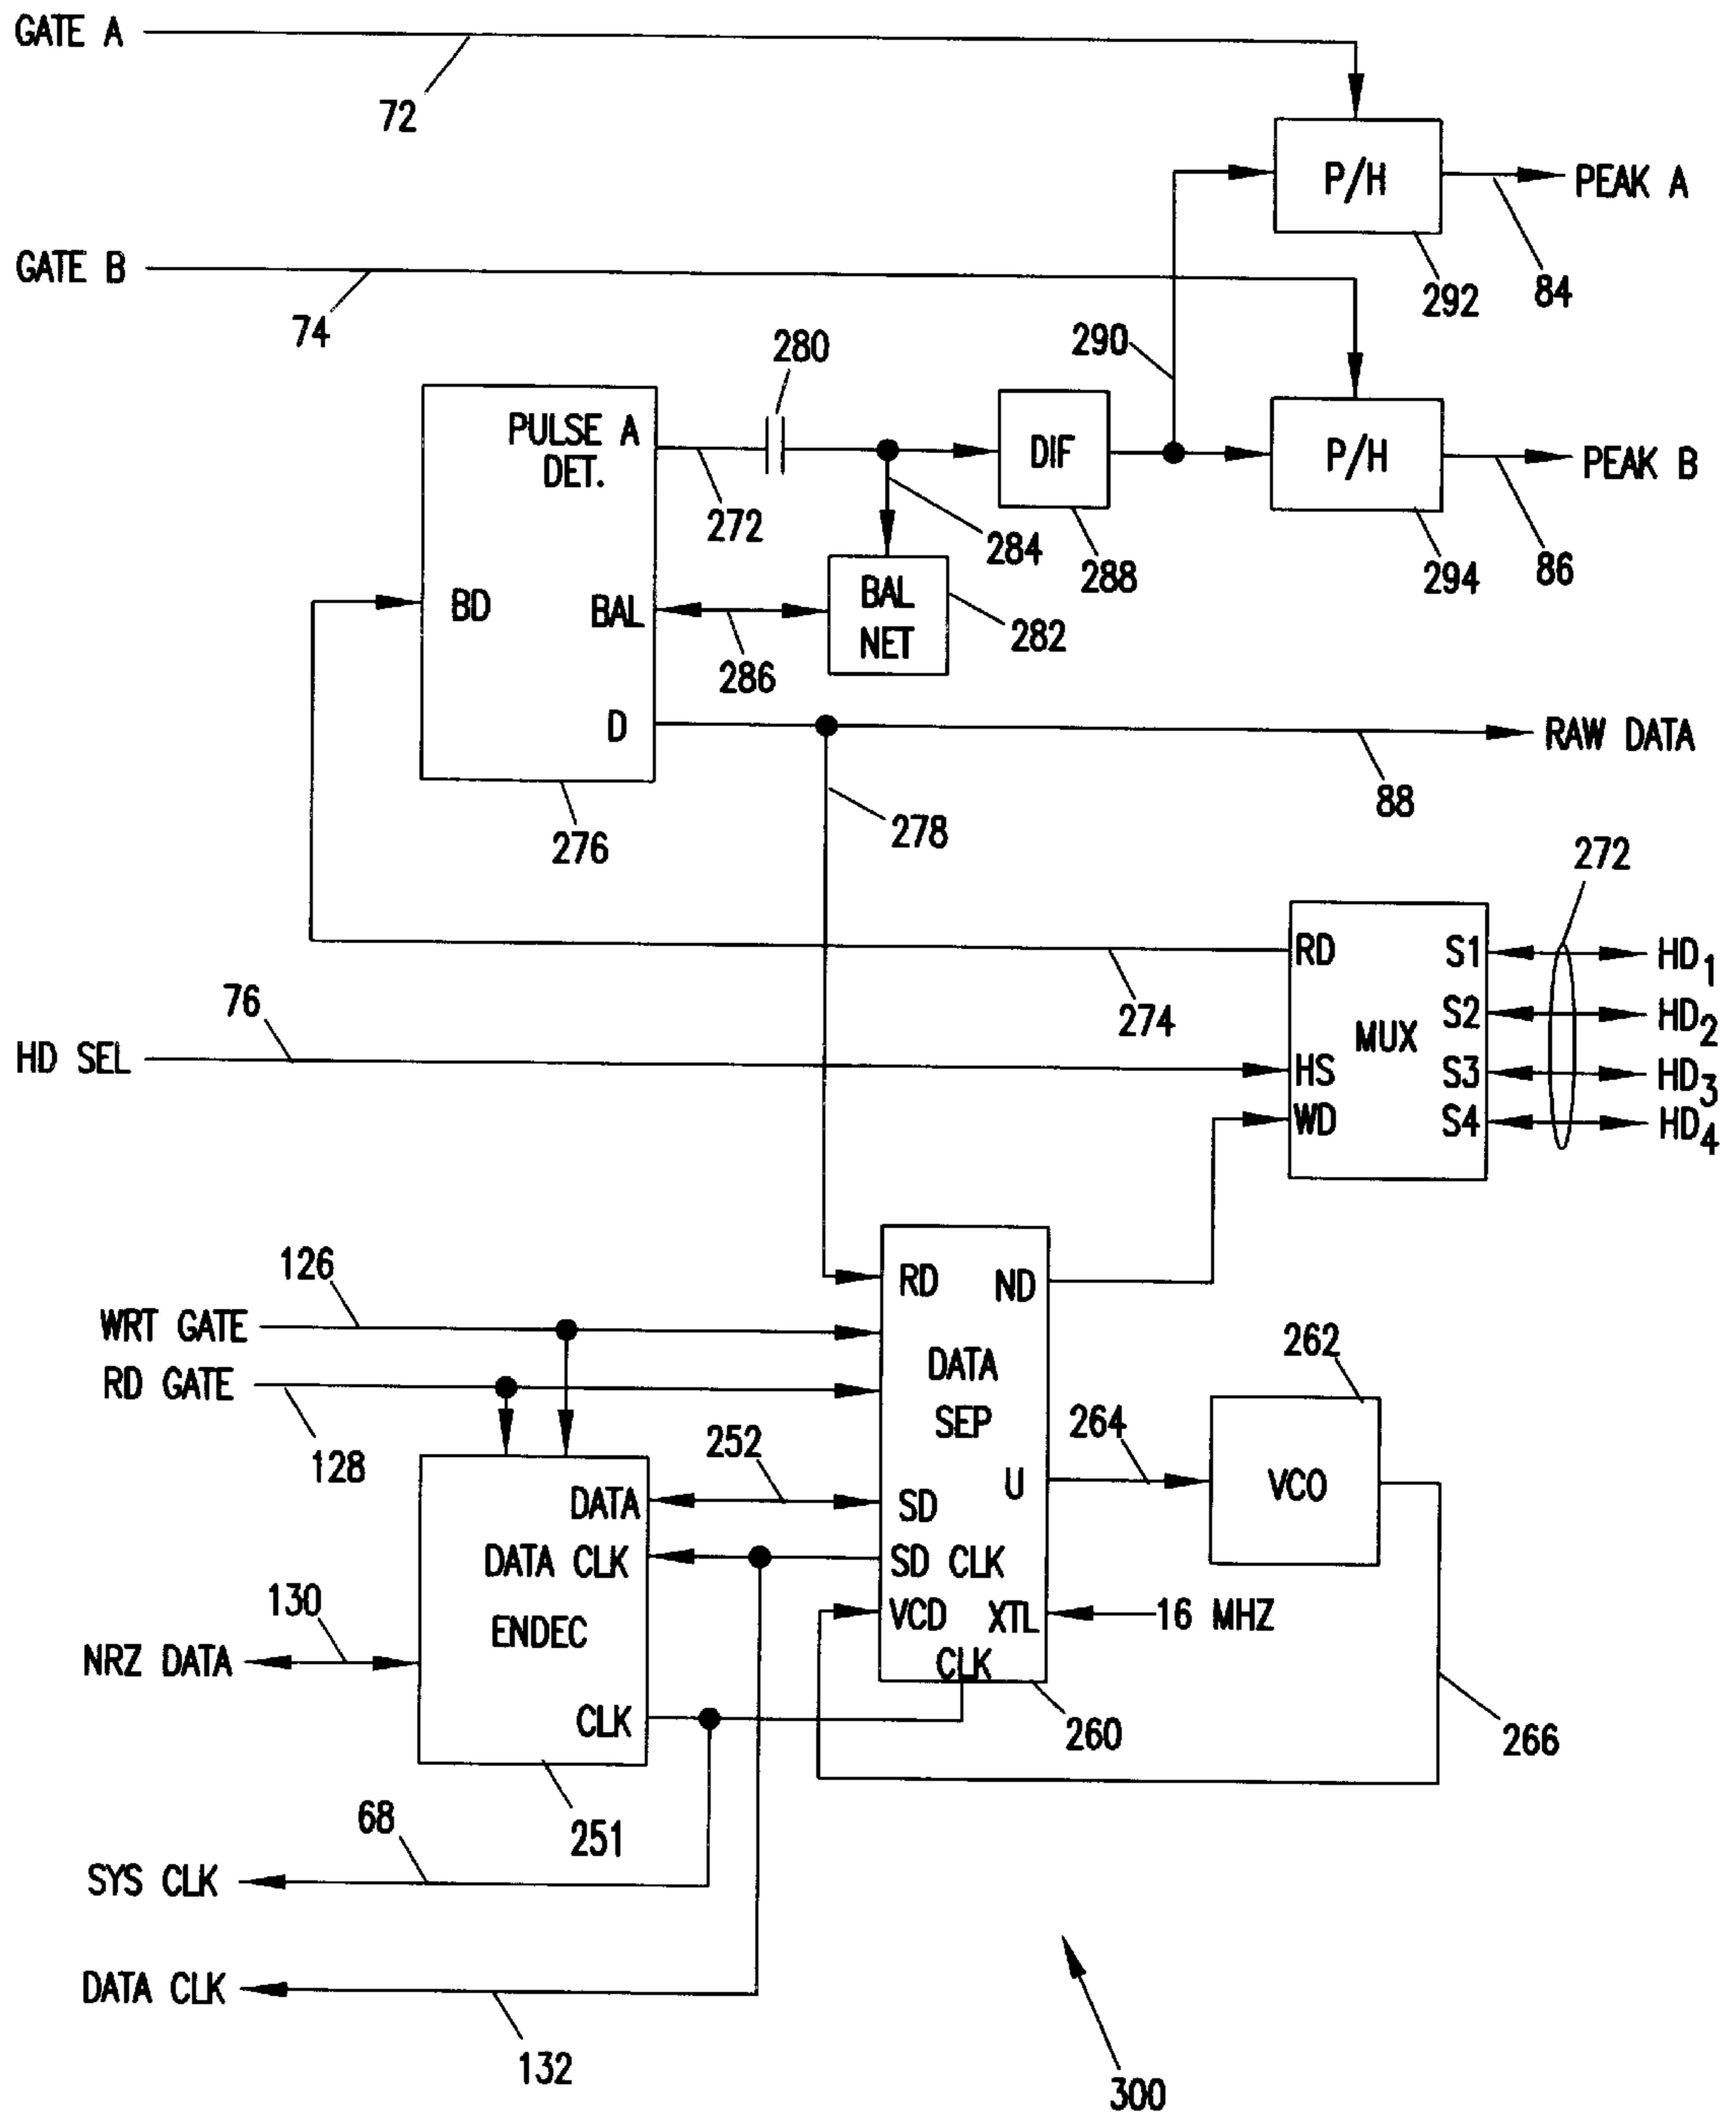 GATE A
72
P/H
PEAK A
GATE B
292
84
74
280
290
PULSE A
DET.
DIF
P/H
PEAK B
272
284
288
294
86
BD
BAL
BAL
NET
282
286
D
RAW DATA
88
276
278
272
RD
S1
HD1
274
76
S2
HD2
MUX
HD SEL
HS
S3
HD3
WD
S4
HD4
126
RD
ND
WRT GATE
262
DATA
SEP
RD GATE
264
252
128
U
VCO
DATA
SD
DATA CLK
SD CLK
130
ENDEC
VCD
XTL
16 MHZ
NRZ DATA
CLK
CLK
260
266
68
251
SYS CLK
DATA CLK
132
300